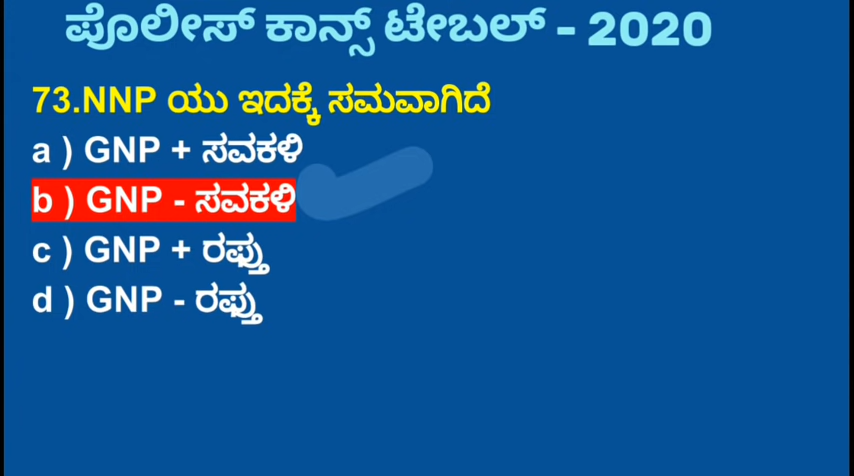 ಪೊಲೀಸ್ ಕಾನ್ಸ್ ಟೇಬಲ್ - 2020
73.NNP ಯು ಇದಕ್ಕೆ ಸಮವಾಗಿದೆ
a ) GNP + ಸವಕಳಿ
b ) GNP - ಸವಕಳಿ
c ) GNP + ರಫ್ತು
d ) GNP - ರಫ್ತು